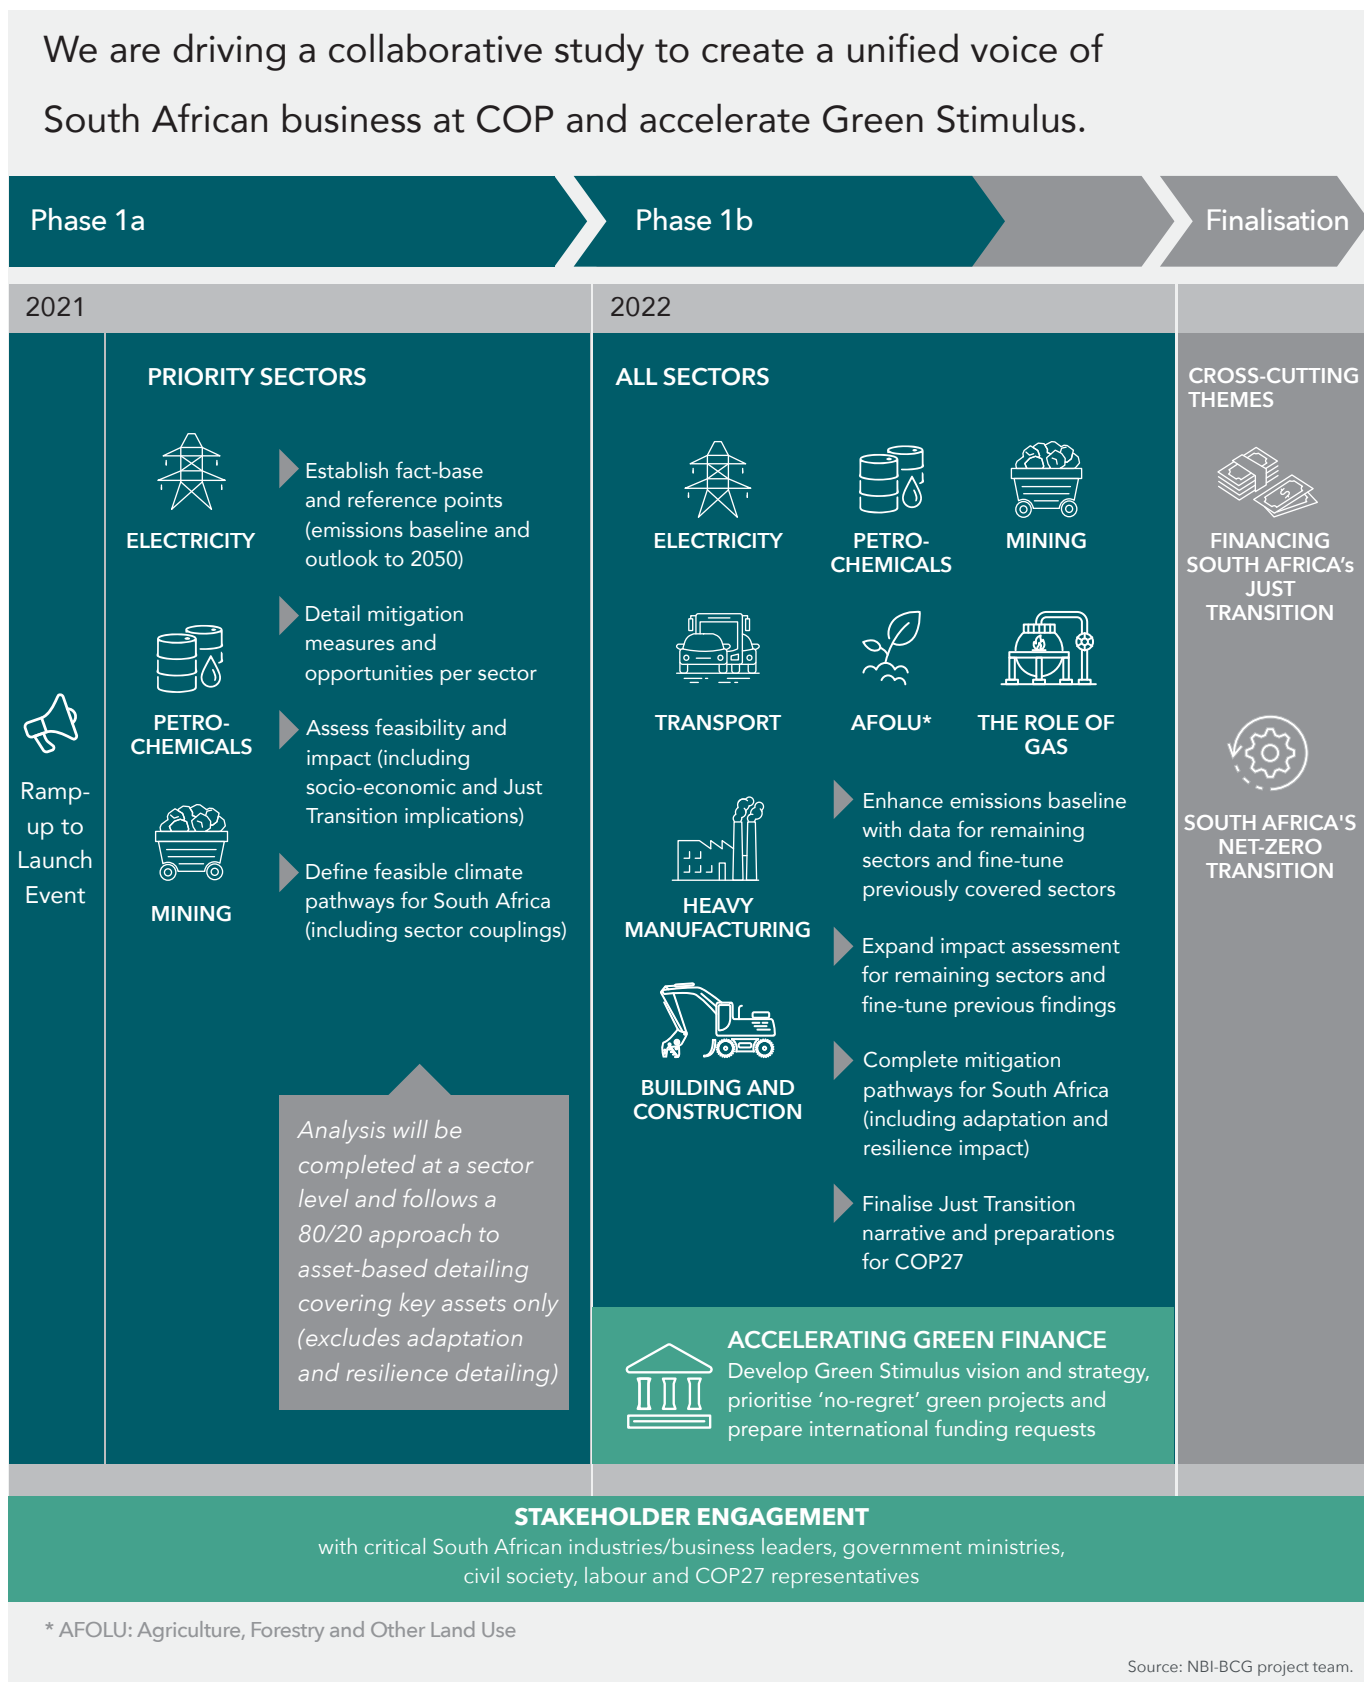 We are driving a collaborative study to create a unified voice of
South African business at COP and accelerate Green Stimulus.
Phase 1a
Phase 1b
Finalisation
2021
2022
Ramp-
up to
Launch
Event
PRIORITY SECTORS
ELECTRICITY
PETRO-
CHEMICALS
MINING
Establish fact-base
and reference points
(emissions baseline and
outlook to 2050)
Detail mitigation
measures and
opportunities per sector
Assess feasibility and
impact (including
socio-economic and Just
Transition implications)
Define feasible climate
pathways for South Africa
(including sector couplings)
Analysis will be
completed at a sector
level and follows a
80/20 approach to
asset-based detailing
covering key assets only
(excludes adaptation
and resilience detailing)
ALL SECTORS
ELECTRICITY
PETRO-
CHEMICALS
MINING
TRANSPORT
AFOLU*
THE ROLE OF
GAS
HEAVY
MANUFACTURING
BUILDING AND
CONSTRUCTION
Enhance emissions baseline
with data for remaining
sectors and fine-tune
previously covered sectors
Expand impact assessment
for remaining sectors and
fine-tune previous findings
Complete mitigation
pathways for South Africa
(including adaptation and
resilience impact)
Finalise Just Transition
narrative and preparations
for COP27
ACCELERATING GREEN FINANCE
Develop Green Stimulus vision and strategy,
prioritise ‘no-regret’ green projects and
prepare international funding requests
CROSS-CUTTING
THEMES
FINANCING
SOUTH AFRICA’s
JUST
TRANSITION
SOUTH AFRICA'S
NET-ZERO
TRANSITION
STAKEHOLDER ENGAGEMENT
with critical South African industries/business leaders, government ministries,
civil society, labour and COP27 representatives
* AFOLU: Agriculture, Forestry and Other Land Use
Source: NBI-BCG project team.